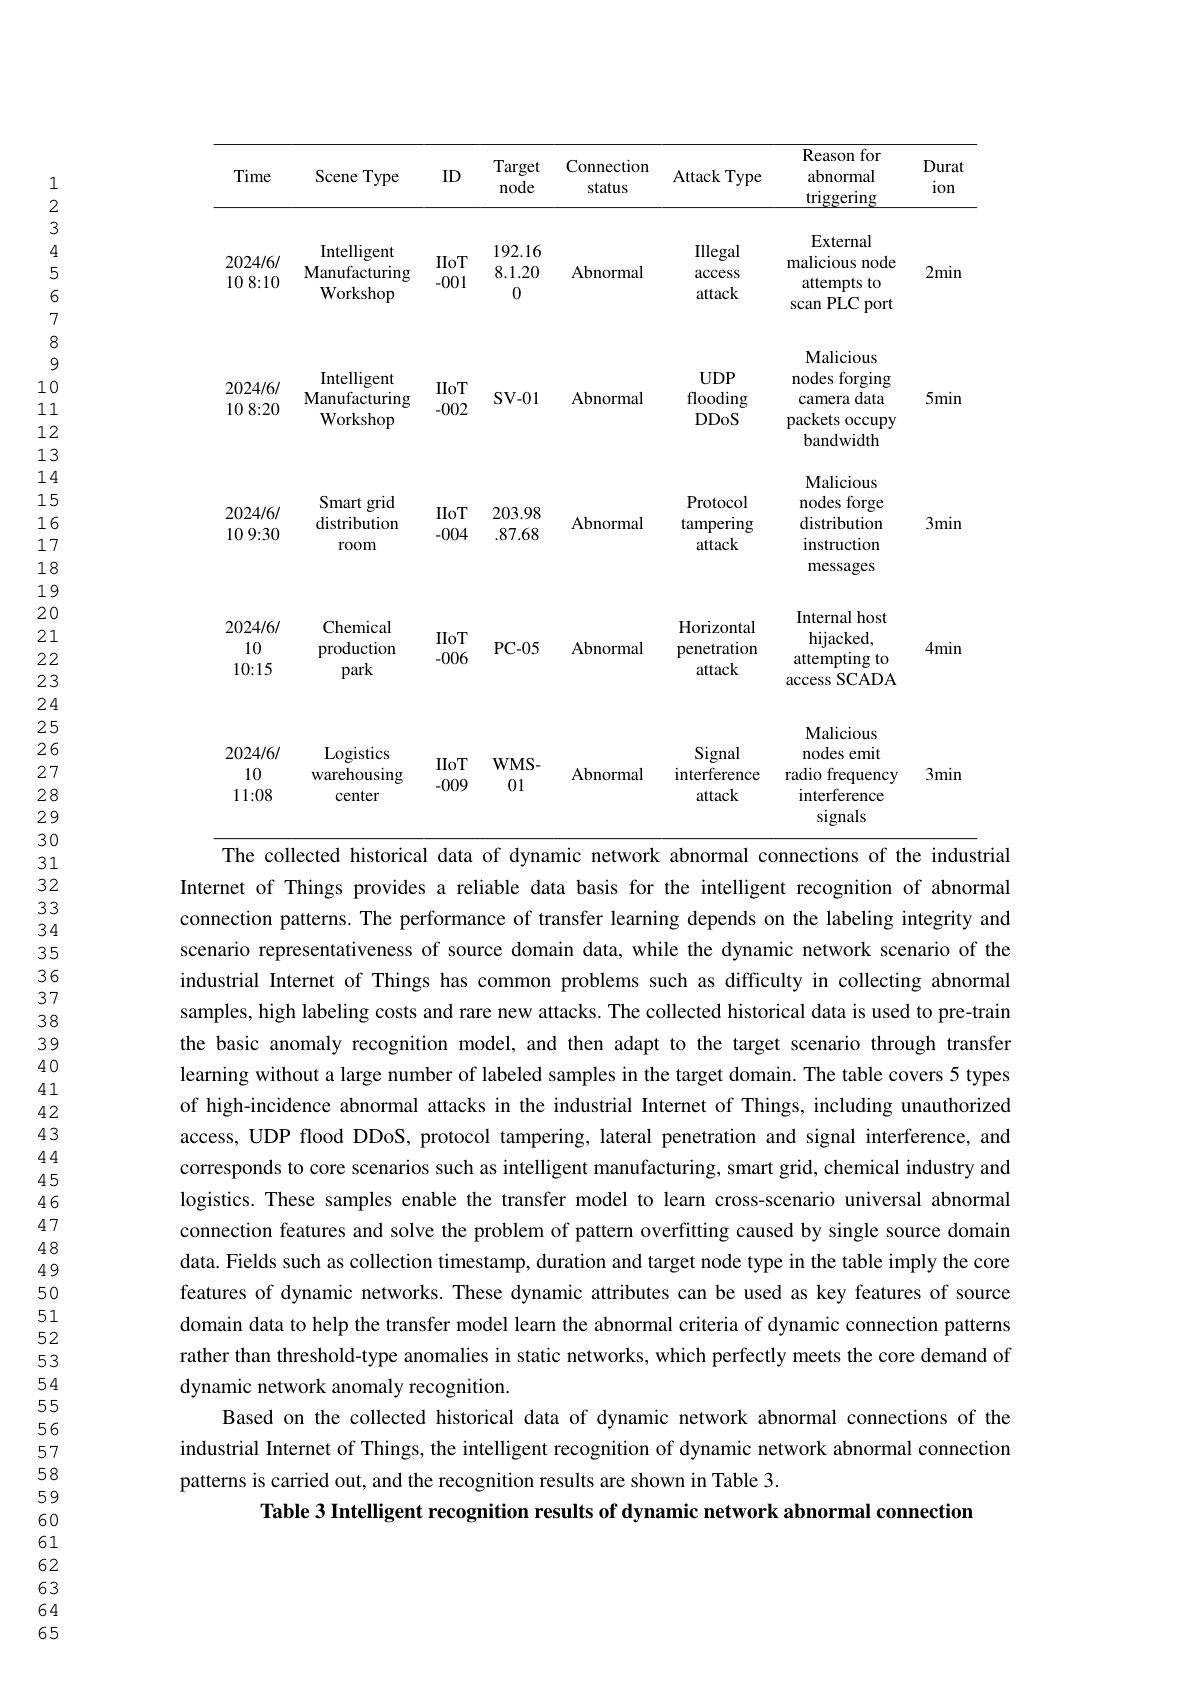 Time Scene Type ID Target node Connection status Attack Type Reason for abnormal triggering Durat ion
2024/6/ 10 8:10 Intelligent Manufacturing Workshop IIoT -001 192.16 8.1.20 0 Abnormal Illegal access attack External malicious node attempts to scan PLC port 2min
2024/6/ 10 8:20 Intelligent Manufacturing Workshop IIoT -002 SV-01 Abnormal UDP flooding DDoS Malicious nodes forging camera data packets occupy bandwidth 5min
2024/6/ 10 9:30 Smart grid distribution room IIoT -004 203.98 .87.68 Abnormal Protocol tampering attack Malicious nodes forge distribution instruction messages 3min
2024/6/ 10 10:15 Chemical production park IIoT -006 PC-05 Abnormal Horizontal penetration attack Internal host hijacked, attempting to access SCADA 4min
2024/6/ 10 11:08 Logistics warehousing center IIoT -009 WMS- 01 Abnormal Signal interference attack Malicious nodes emit radio frequency interference signals 3min
The collected historical data of dynamic network abnormal connections of the industrial
Internet of Things provides a reliable data basis for the intelligent recognition of abnormal
connection patterns. The performance of transfer learning depends on the labeling integrity and
scenario representativeness of source domain data, while the dynamic network scenario of the
industrial Internet of Things has common problems such as difficulty in collecting abnormal
samples, high labeling costs and rare new attacks. The collected historical data is used to pre-train
the basic anomaly recognition model, and then adapt to the target scenario through transfer
learning without a large number of labeled samples in the target domain. The table covers 5 types
of high-incidence abnormal attacks in the industrial Internet of Things, including unauthorized
access, UDP flood DDoS, protocol tampering, lateral penetration and signal interference, and
corresponds to core scenarios such as intelligent manufacturing, smart grid, chemical industry and
logistics. These samples enable the transfer model to learn cross-scenario universal abnormal
connection features and solve the problem of pattern overfitting caused by single source domain
data. Fields such as collection timestamp, duration and target node type in the table imply the core
features of dynamic networks. These dynamic attributes can be used as key features of source
domain data to help the transfer model learn the abnormal criteria of dynamic connection patterns
rather than threshold-type anomalies in static networks, which perfectly meets the core demand of
dynamic network anomaly recognition.
Based on the collected historical data of dynamic network abnormal connections of the
industrial Internet of Things, the intelligent recognition of dynamic network abnormal connection
patterns is carried out, and the recognition results are shown in Table 3.
Table 3 Intelligent recognition results of dynamic network abnormal connection
1
2
3
4
5
6
7
8
9
10
11
12
13
14
15
16
17
18
19
20
21
22
23
24
25
26
27
28
29
30
31
32
33
34
35
36
37
38
39
40
41
42
43
44
45
46
47
48
49
50
51
52
53
54
55
56
57
58
59
60
61
62
63
64
65